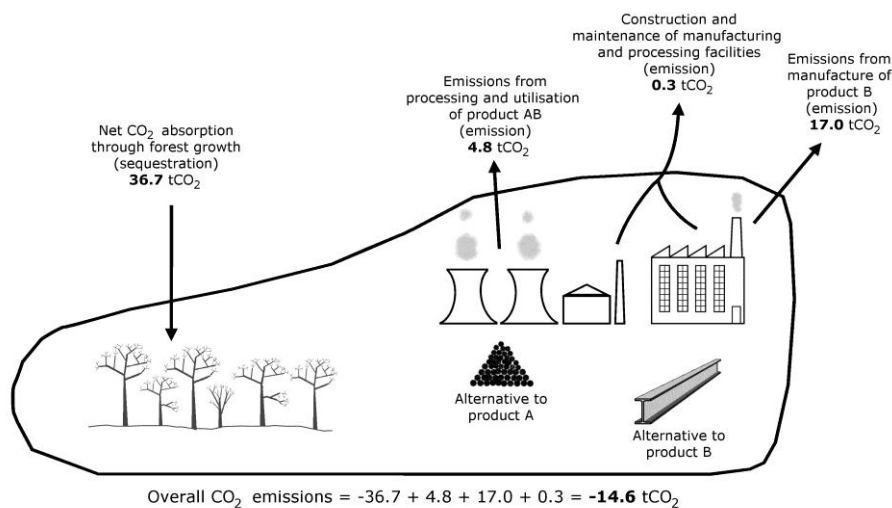 Construction and
maintenance of manufacturing
and processing facilities
(emission)
0.3 tCO₂
Emissions from
manufacture of
product B
(emission)
17.0 tCO₂
Emissions from
processing and utilisation
of product AB
(emission)
4.8 tCO₂
Net CO₂ absorption
through forest growth
(sequestration)
36.7 tCO₂
Alternative to
product A
Alternative to
product B
Overall CO₂ emissions = -36.7 + 4.8 + 17.0 + 0.3 = -14.6 tCO₂